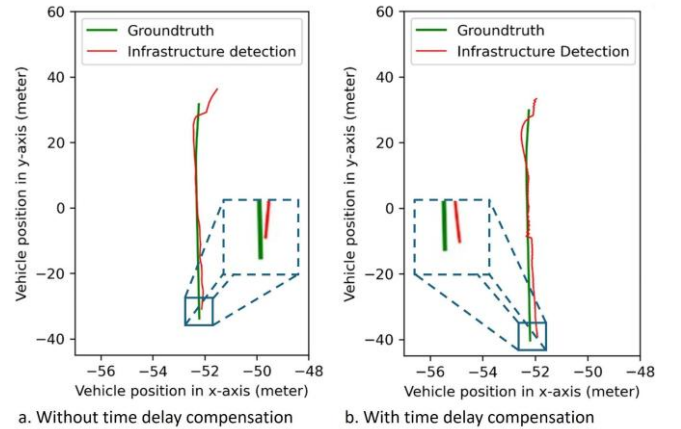 60
40
20
0
−20
−40
Vehicle position in y-axis (meter)
Groundtruth
Infrastructure detection
−56 −54 −52 −50 −48
Vehicle position in x-axis (meter)
a. Without time delay compensation
60
40
20
0
−20
−40
Vehicle position in y-axis (meter)
Groundtruth
Infrastructure Detection
−56 −54 −52 −50 −48
Vehicle position in x-axis (meter)
b. With time delay compensation